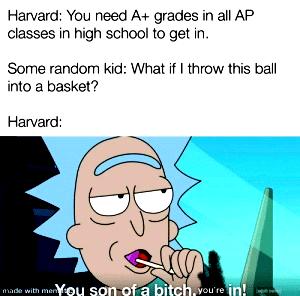 Harvard: You need A+ grades in all AP
classes in high school to get in.
Some random kid: What if I throw this ball
into a basket?
Harvard:
You son of a bitch, you're in!
made with